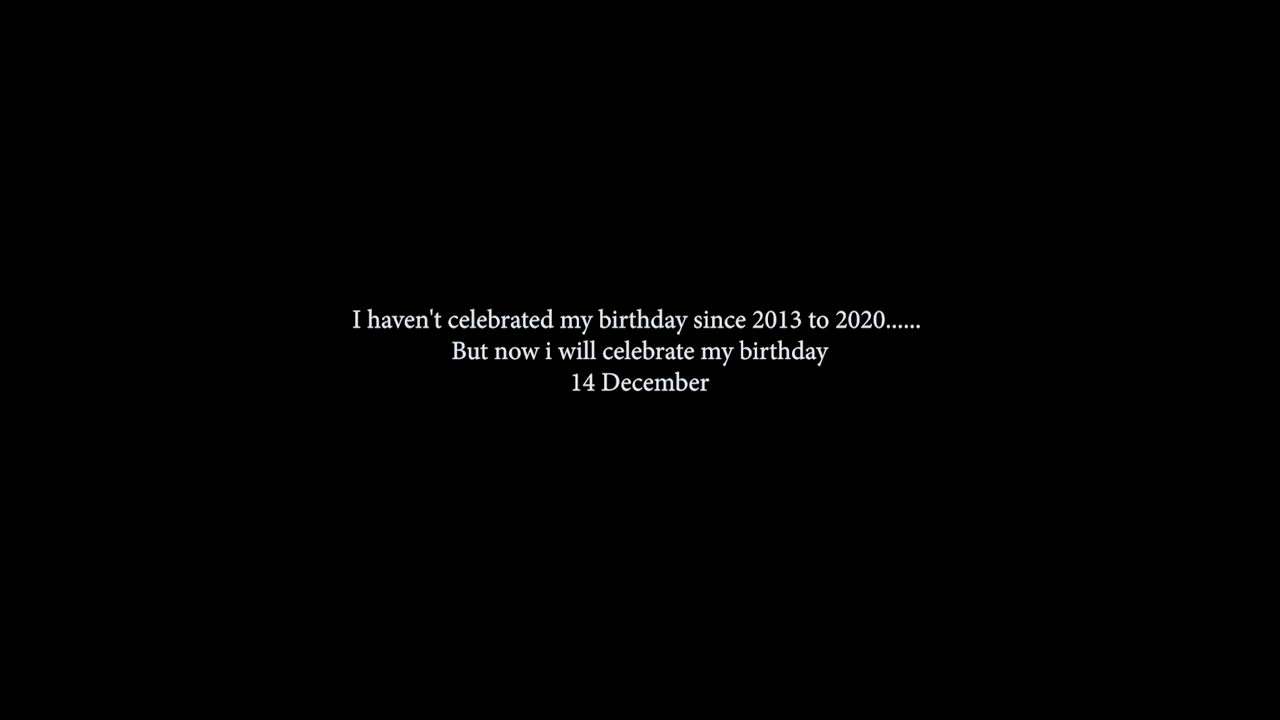 I haven't celebrated my birthday since 2013 to 2020......
But now i will celebrate my birthday
14 December